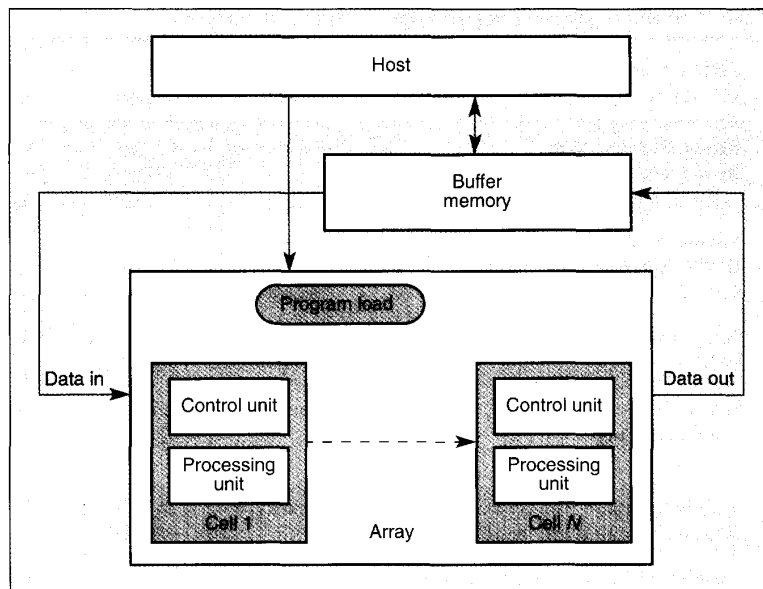 Host
Buffer
memory
Program load
Data in
Data out
Control unit
Control unit
Processing
unit
Processing
unit
Cell 1
Array
Cell N